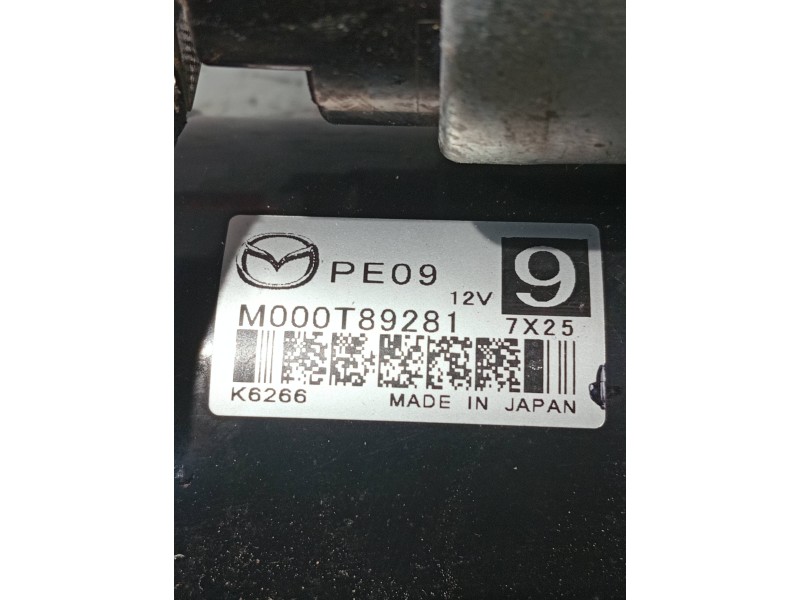 PE09
12V
9
M000T89281
7X25
K6266
MADE IN JAPAN